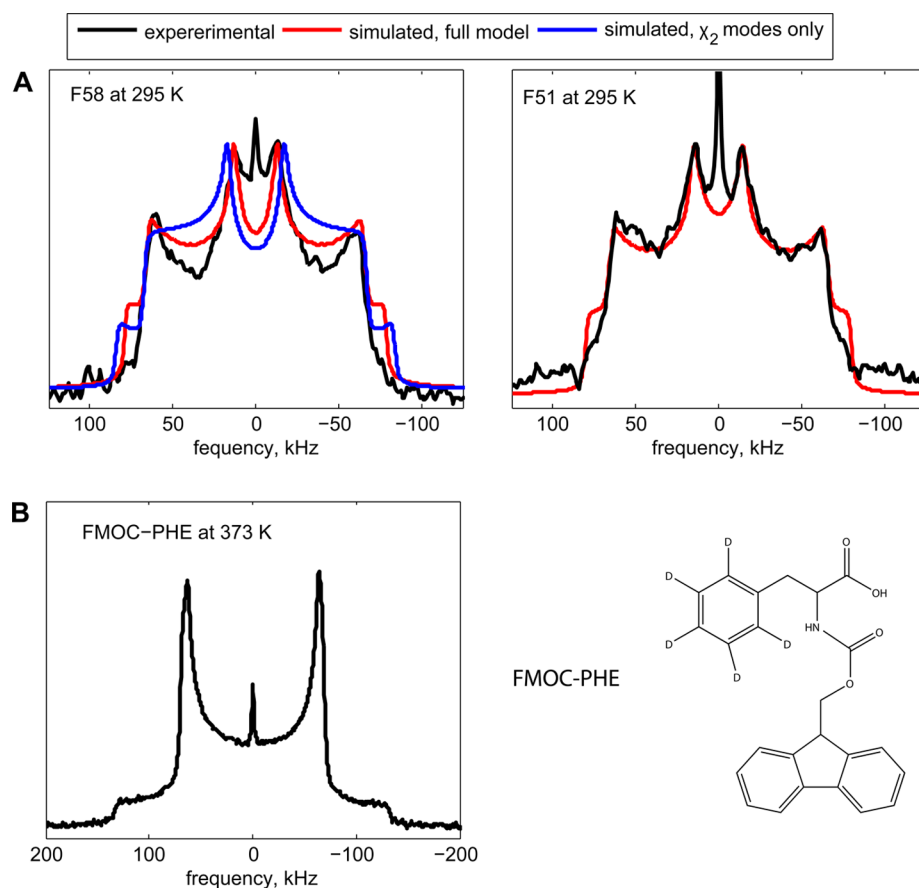 expererimental simulated, full model simulated, χ2 modes only
A
F58 at 295 K
100 50 0 −50 −100
fequency, kHz
F51 at 295 K
100 50 0 −50 −100
fequency, kHz
B
FMOC−PHE at 373 K
200 100 0 −100 −200
frequency, kHz
FMOC-PHE
D
D
O
D
OH
D
D
HN
O
O